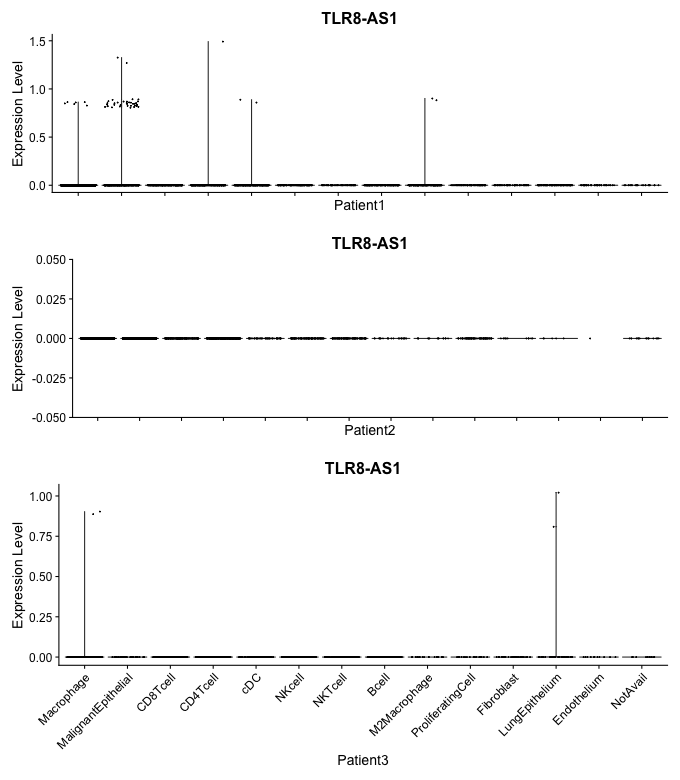 TLR8-AS1
Expression Level
1.5
1.0
0.5
0.0
Patient1
TLR8-AS1
Expression Level
0.050
0.025
0.000
-0.025
-0.050
Patient2
TLR8-AS1
Expression Level
1.00
0.75
0.50
0.25
0.00
Macrophage
MalignantEpithelial
CD8Tcell
CD4Tcell
cDC
NKcell
NKTcell
Bcell
M2Macrophage
ProliferatingCell
Fibroblast
LungEpithelium
Endothelium
NotAvail
Patient3